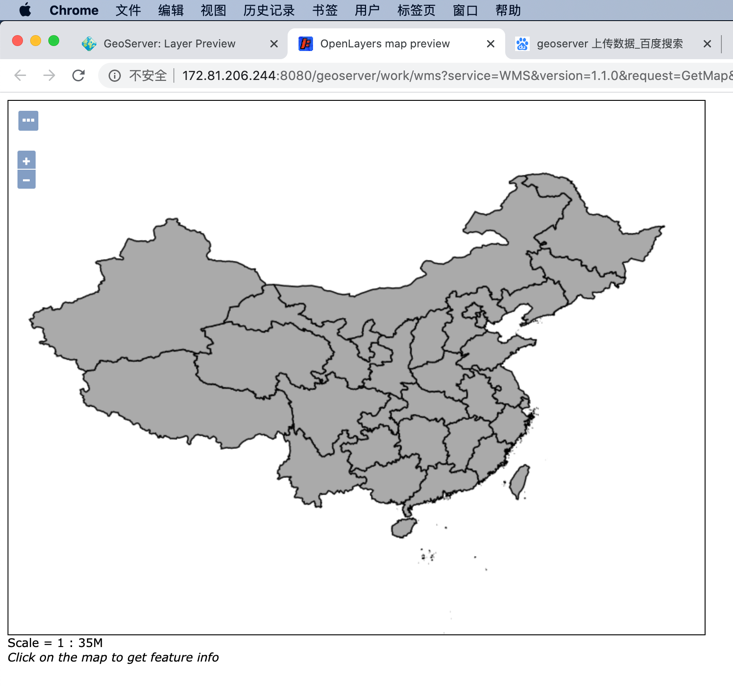 Chrome 文件 编辑 视图 历史记录 书签 用户 标签页 窗口 帮助
GeoServer: Layer Preview OpenLayers map preview geoserver 上传数据_百度搜索
不安全 172.81.206.244:8080/geoserver/work/wms?service=WMS&version=1.1.0&request=GetMap&
...
+
−
Scale = 1 : 35M
Click on the map to get feature info